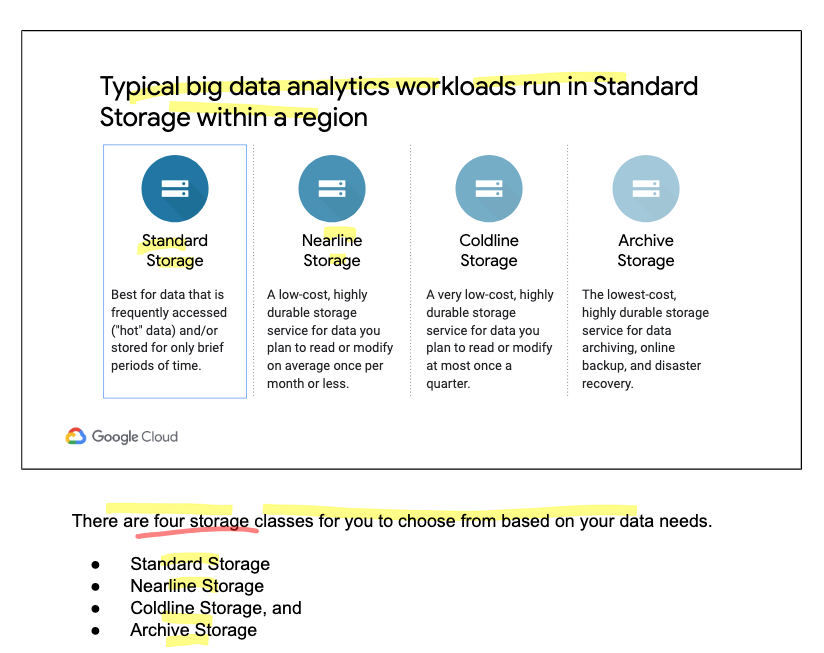 Typical big data analytics workloads run in Standard
Storage within a region
Standard
Storage
Best for data that is
frequently accessed
("hot" data) and/or
stored for only brief
periods of time.
Nearline
Storage
A low-cost, highly
durable storage
service for data you
plan to read or modify
on average once per
month or less.
Coldline
Storage
A very low-cost, highly
durable storage
service for data you
plan to read or modify
at most once a
quarter.
Archive
Storage
The lowest-cost,
highly durable storage
service for data
archiving, online
backup, and disaster
recovery.
Google Cloud
There are four storage classes for you to choose from based on your data needs.
● Standard Storage
● Nearline Storage
● Coldline Storage, and
● Archive Storage